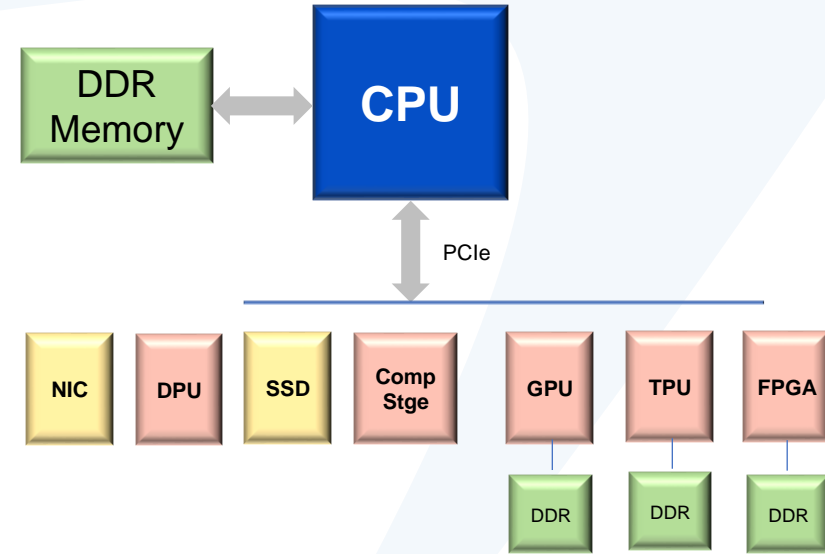 DDR
Memory
CPU
PCIe
NIC
DPU
SSD
Comp
Stge
GPU
TPU
FPGA
DDR
DDR
DDR